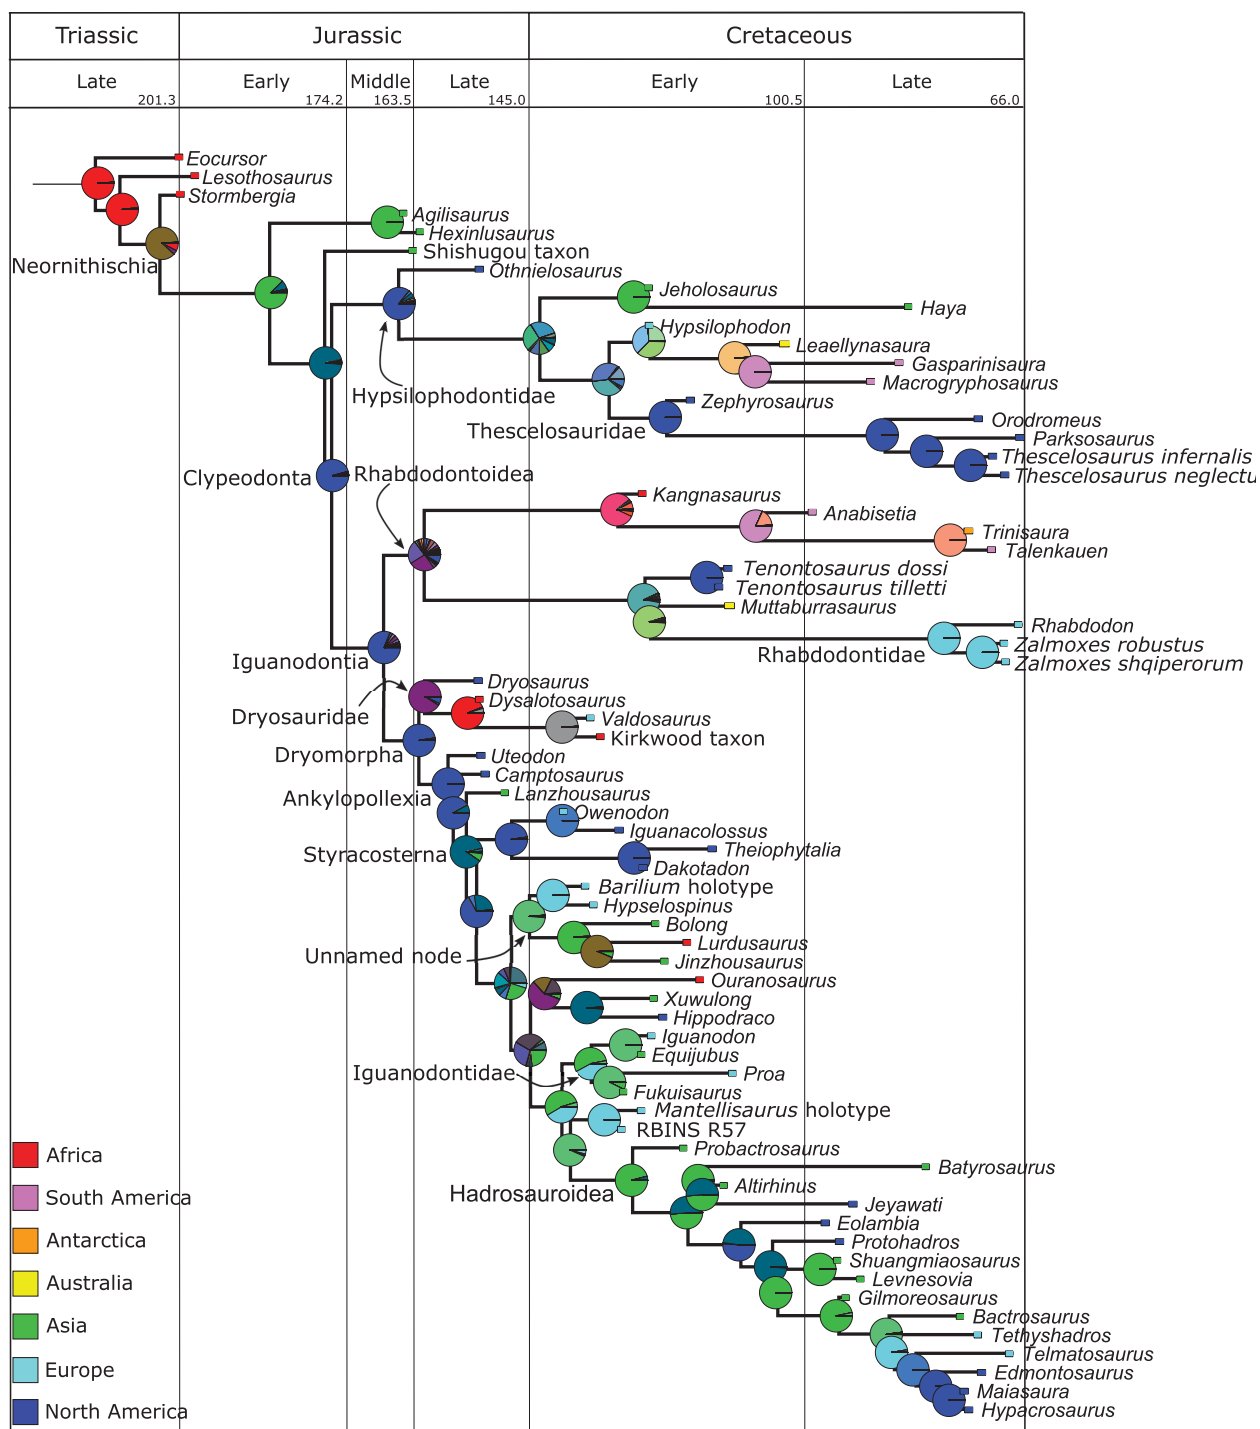 Triassic Jurassic Cretaceous
Late Early Middle Late Early Late
201.3 174.2 163.5 145.0 100.5 66.0
Eocursor
Lesothosaurus
Stormbergia
Agilisaurus
Hexinlusaurus
Shishugou taxon
Neornithischia
Othnielosaurus
Jeholosaurus
Haya
Hypsilophodon
Leaellynasaura
Gasparinisaura
Macrogryphosaurus
Hypsilophodontidae
Zephyrosaurus
Orodromeus
Thescelosauridae
Parksosaurus
Thescelosaurus infernalis
Thescelosaurus neglectu
Clypeodonta
Rhabdodontoidea
Kangnasaurus
Anabisetia
Trinisaura
Talenkauen
Tenontosaurus dossi
Tenontosaurus tilletti
Muttaburrasaurus
Rhabdodon
Zalmoxes robustus
Rhabdodontidae
Zalmoxes shqiperorum
Iguanodontia
Dryosaurus
Dysalotosaurus
Dryosauridae
Valdosaurus
Kirkwood taxon
Dryomorpha
Uteodon
Camptosaurus
Ankylopollexia
Lanzhousaurus
Owenodon
Iguanacolossus
Theiophytalia
Styracosterna
Dakotadon
Barilium holotype
Hypselospinus
Bolong
Lurdusaurus
Unnamed node
Jinzhousaurus
Ouranosaurus
Xuwulong
Hippodraco
Iguanodon
Equijubus
Iguanodontidae
Proa
Fukuisaurus
Mantellisaurus holotype
RBINS R57
Probactrosaurus
Batyrosaurus
Altirhinus
Hadrosauroidea
Jeyawati
Eolambia
Protohadros
Shuangmiaosaurus
Levnesovia
Gilmoreosaurus
Bactrosaurus
Tethyshadros
Telmatosaurus
Edmontosaurus
Maiasaura
Hypacrosaurus
Africa
South America
Antarctica
Australia
Asia
Europe
North America